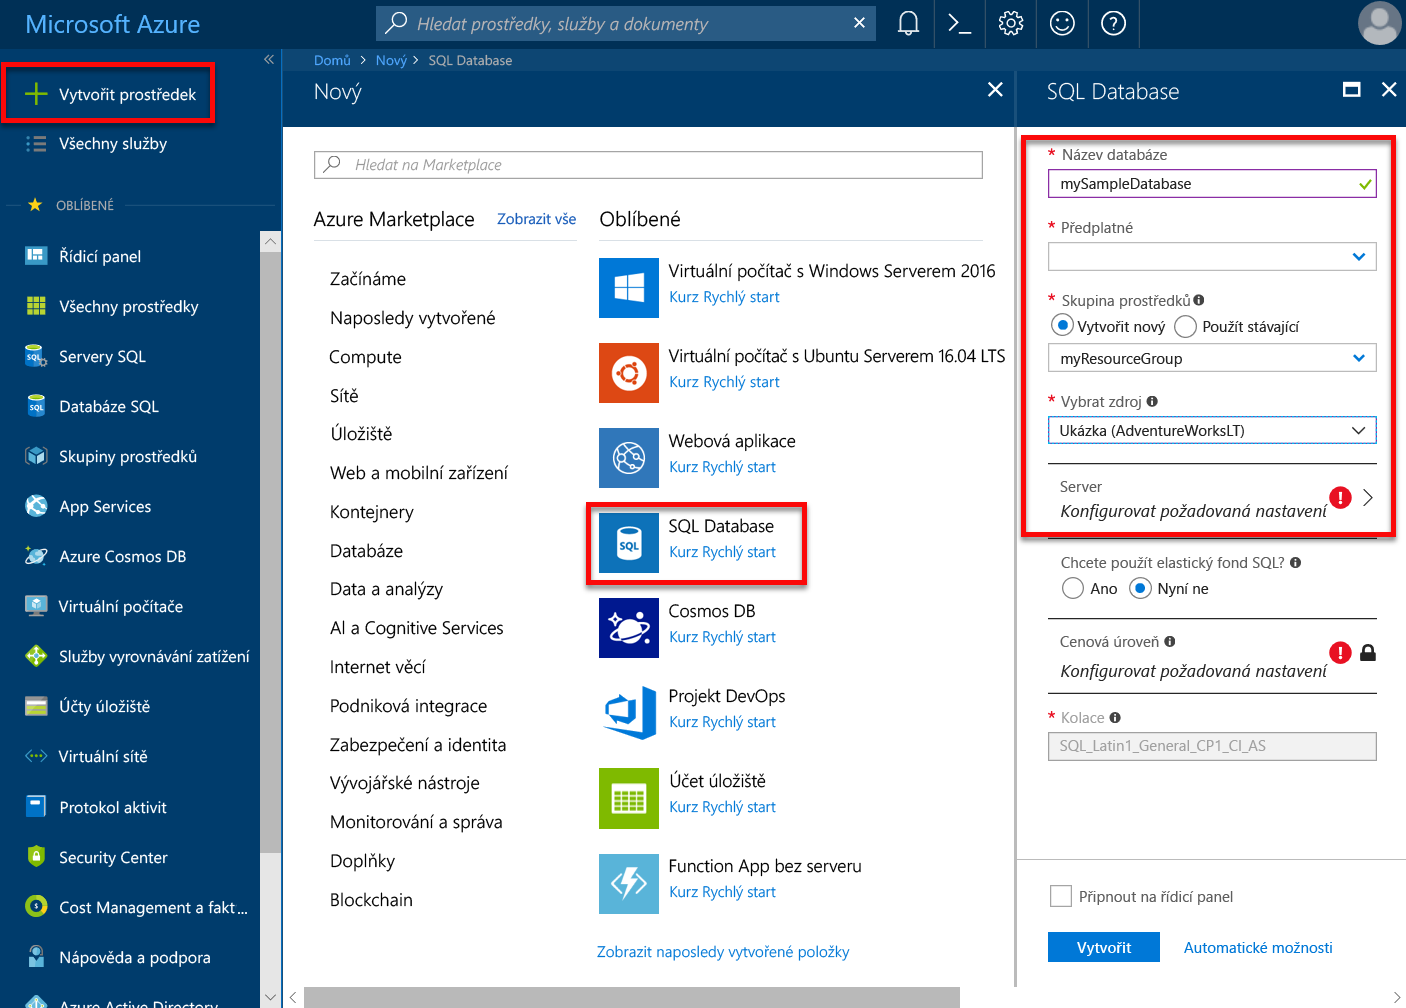 Microsoft Azure
Hledat prostředky, služby a dokumenty
Vytvořit prostředek
Všechny služby
OBLÍBENÉ
Řídicí panel
Všechny prostředky
Servery SQL
Databáze SQL
Skupiny prostředků
App Services
Azure Cosmos DB
Virtuální počítače
Služby vyrovnávání zatížení
Účty úložiště
Virtuální sítě
Protokol aktivit
Security Center
Cost Management a fakt...
Nápověda a podpora
Azure Active Directory
Domů > Nový > SQL Database
Nový
Hledat na Marketplace
Azure Marketplace
Zobrazit vše
Začínáme
Naposledy vytvořené
Compute
Sítě
Úložiště
Web a mobilní zařízení
Kontejnery
Databáze
Data a analýzy
AI a Cognitive Services
Internet věcí
Podniková integrace
Zabezpečení a identita
Vývojářské nástroje
Monitorování a správa
Doplňky
Blockchain
Oblíbené
Virtuální počítač s Windows Serverem 2016
Kurz Rychlý start
Virtuální počítač s Ubuntu Serverem 16.04 LTS
Kurz Rychlý start
Webová aplikace
Kurz Rychlý start
SQL
SQL Database
Kurz Rychlý start
Cosmos DB
Kurz Rychlý start
Projekt DevOps
Kurz Rychlý start
Účet úložiště
Kurz Rychlý start
Function App bez serveru
Kurz Rychlý start
Zobrazit naposledy vytvořené položky
SQL Database
* Název databáze
mySampleDatabase
* Předplatné
* Skupina prostředků
Vytvořit nový Použít stávající
myResourceGroup
* Vybrat zdroj
Ukázka (AdventureWorksLT)
Server
Konfigurovat požadovaná nastavení
Chcete použít elastický fond SQL?
Ano Nyní ne
Cenová úroveň
Konfigurovat požadovaná nastavení
* Kolace
SQL_Latin1_General_CP1_CI_AS
Připnout na řídicí panel
Vytvořit
Automatické možnosti